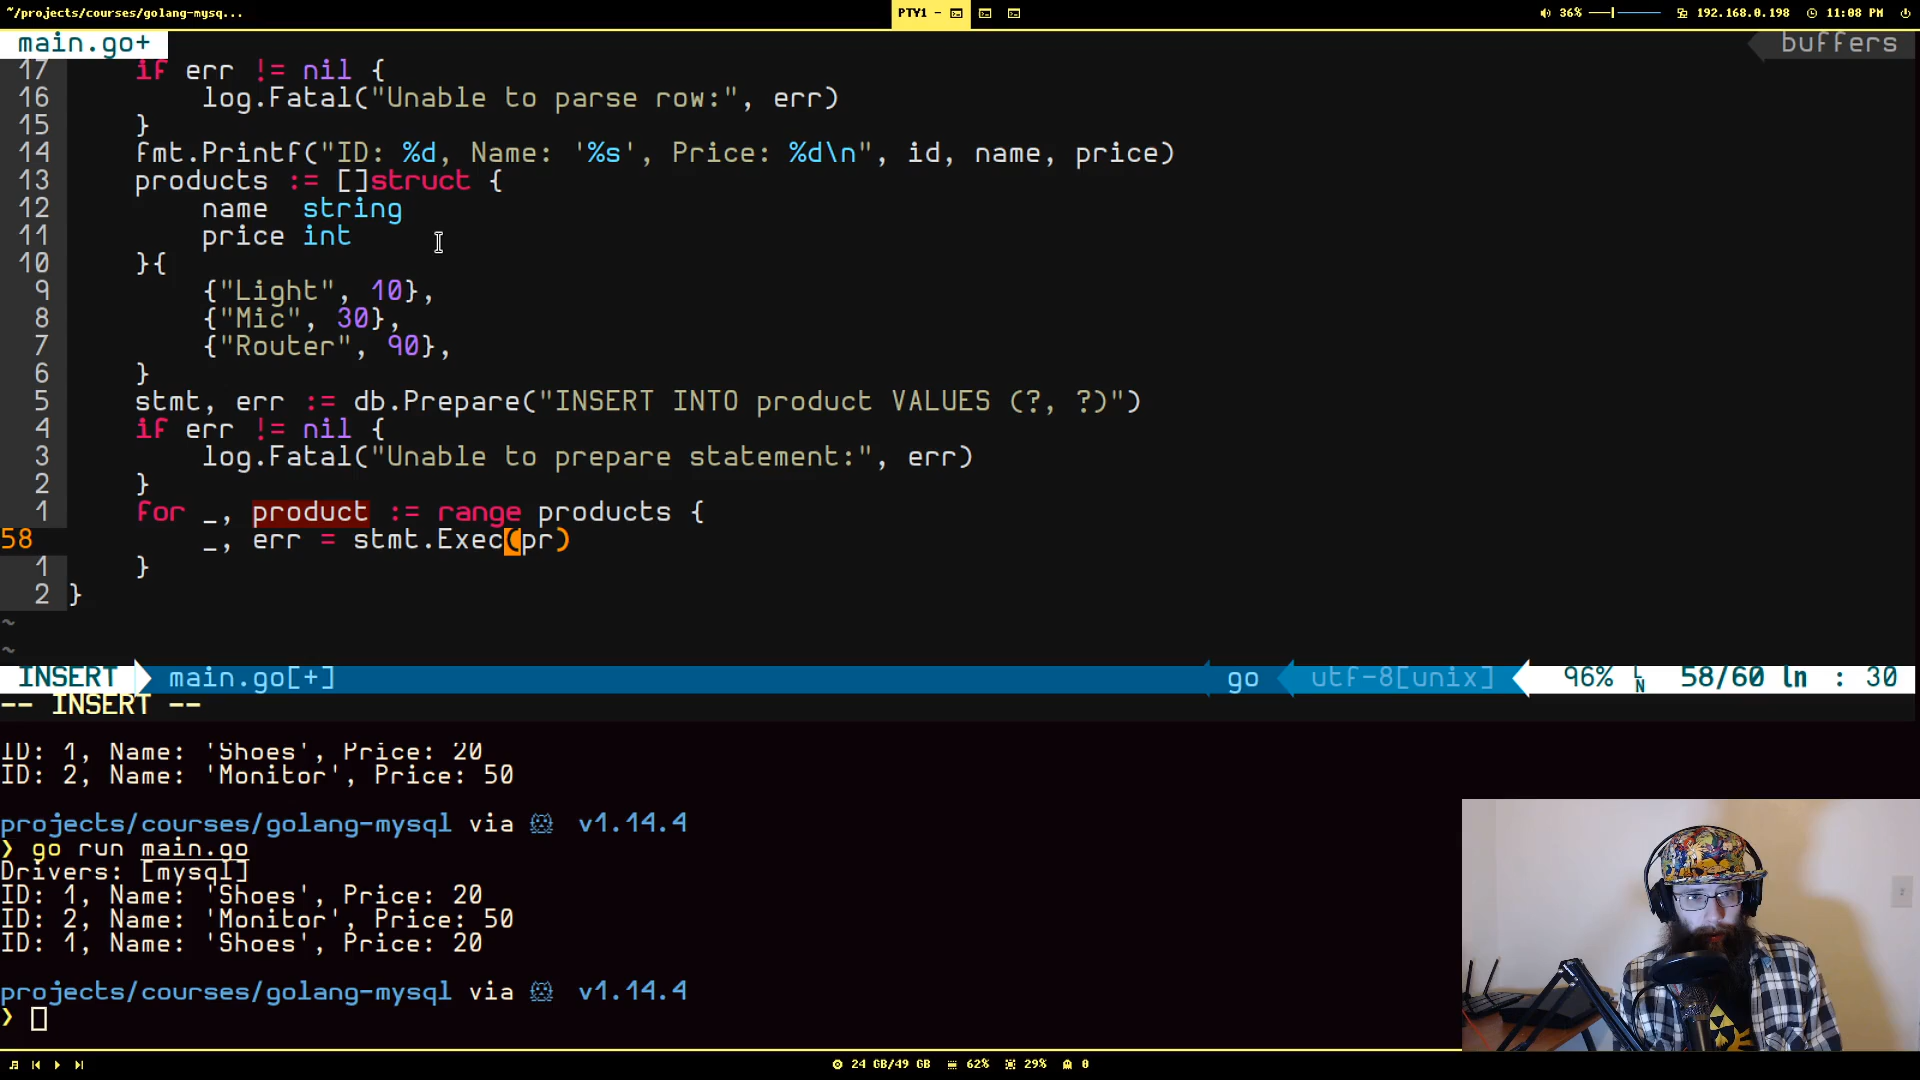 ~/projects/courses/golang-mysq...
PTY1 -
36%
192.168.0.198
11:08 PM
main.go+
buffers
17 if err != nil {
16 log.Fatal("Unable to parse row:", err)
15 }
14 fmt.Printf("ID: %d, Name: '%s', Price: %d\n", id, name, price)
13 products := []struct {
12 name string
11 price int
10 }{
9 {"Light", 10},
8 {"Mic", 30},
7 {"Router", 90},
6 }
5 stmt, err := db.Prepare("INSERT INTO product VALUES (?, ?)")
4 if err != nil {
3 log.Fatal("Unable to prepare statement:", err)
2 }
1 for _, product := range products {
58 _, err = stmt.Exec(pr)
1 }
2 }
~
~
INSERT main.go[+] go utf-8[unix] 96% LN 58/60 ln : 30
-- INSERT --
ID: 1, Name: 'Shoes', Price: 20
ID: 2, Name: 'Monitor', Price: 50
projects/courses/golang-mysql via v1.14.4
❯ go run main.go
Drivers: [mysql]
ID: 1, Name: 'Shoes', Price: 20
ID: 2, Name: 'Monitor', Price: 50
ID: 1, Name: 'Shoes', Price: 20
projects/courses/golang-mysql via v1.14.4
❯
24 GB/49 GB 62% 29% 0